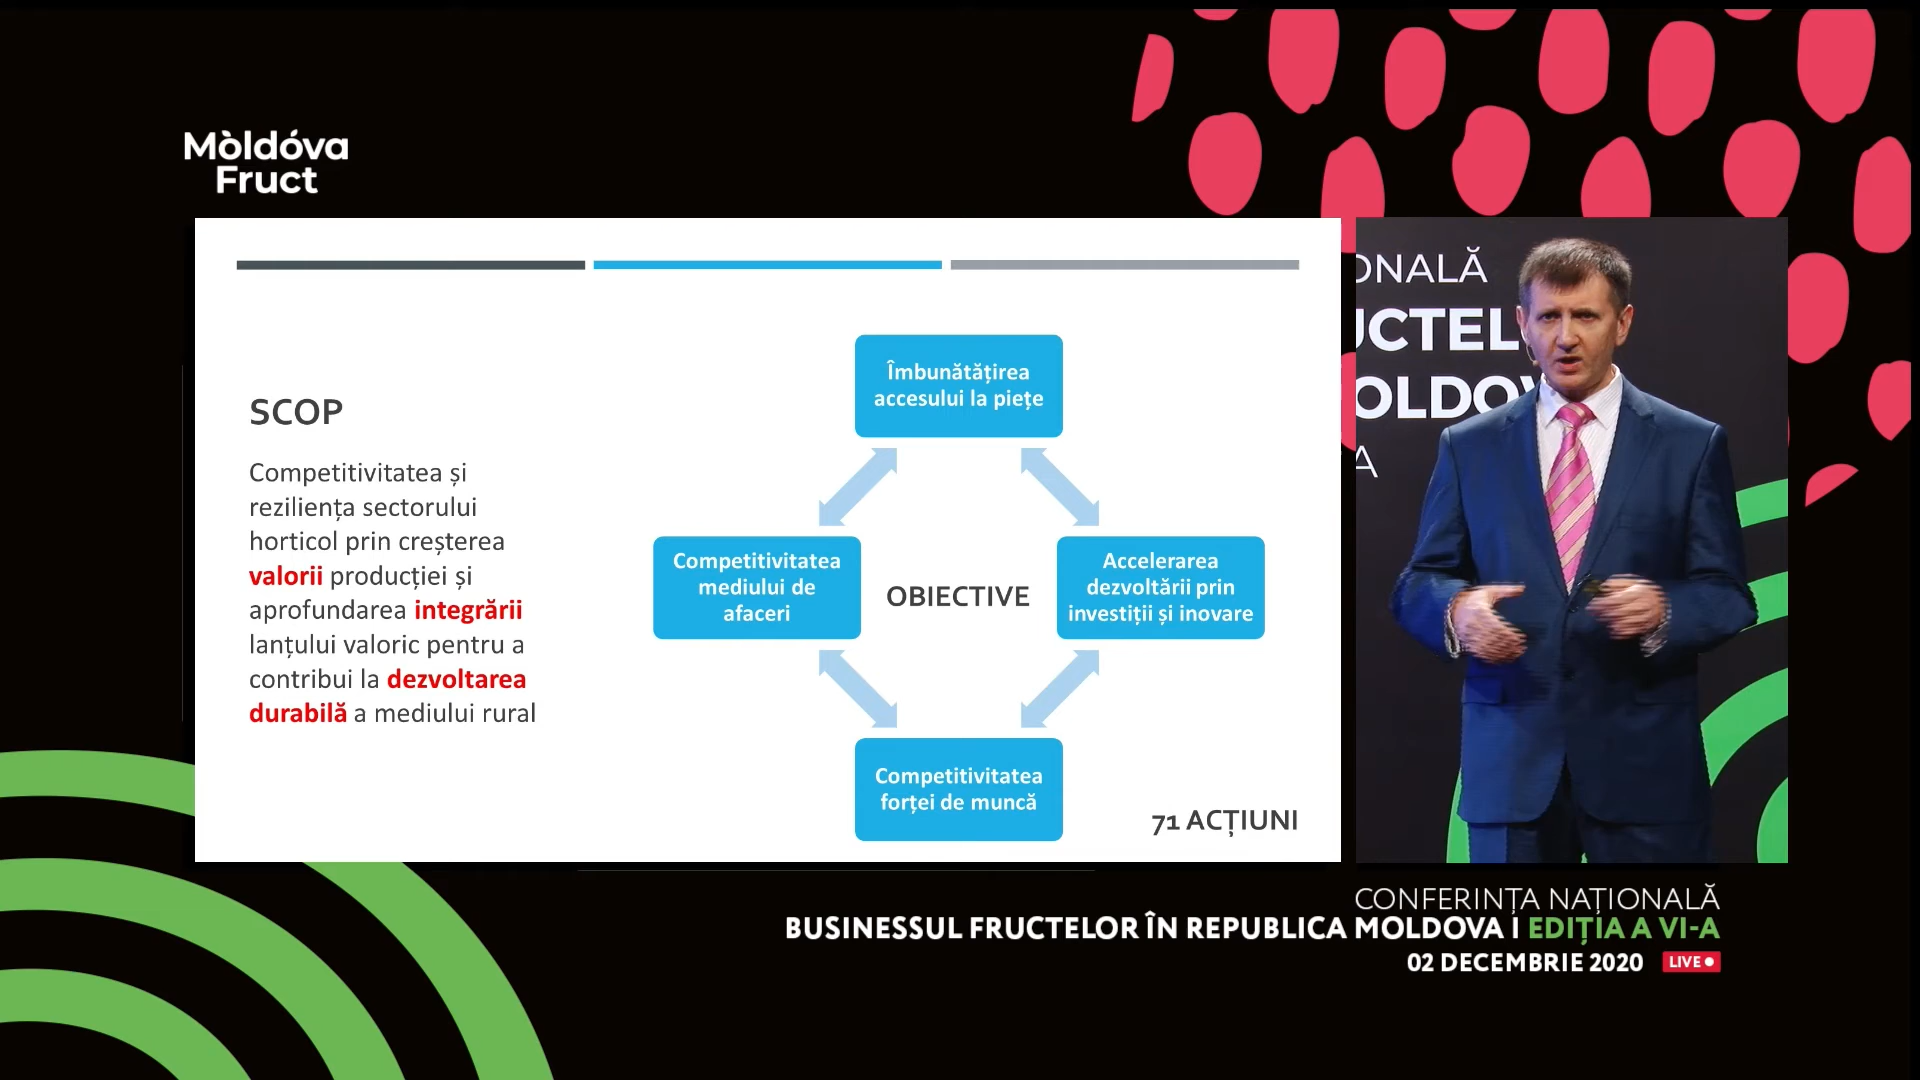 Mòldóva
Fruct
SCOP
Competitivitatea și
reziliența sectorului
horticol prin creșterea
valorii producției și
aprofundarea integrării
lanțului valoric pentru a
contribui la dezvoltarea
durabilă a mediului rural
Îmbunătățirea
accesului la piețe
Competitivitatea
mediului de
afaceri
OBIECTIVE
Accelerarea
dezvoltării prin
investiții și inovare
Competitivitatea
forței de muncă
71 ACȚIUNI
ONALĂ
UCTEL
OLDOV
A
CONFERINȚA NAȚIONALĂ
BUSINESSUL FRUCTELOR ÎN REPUBLICA MOLDOVA | EDIȚIA A VI-A
02 DECEMBRIE 2020 LIVE